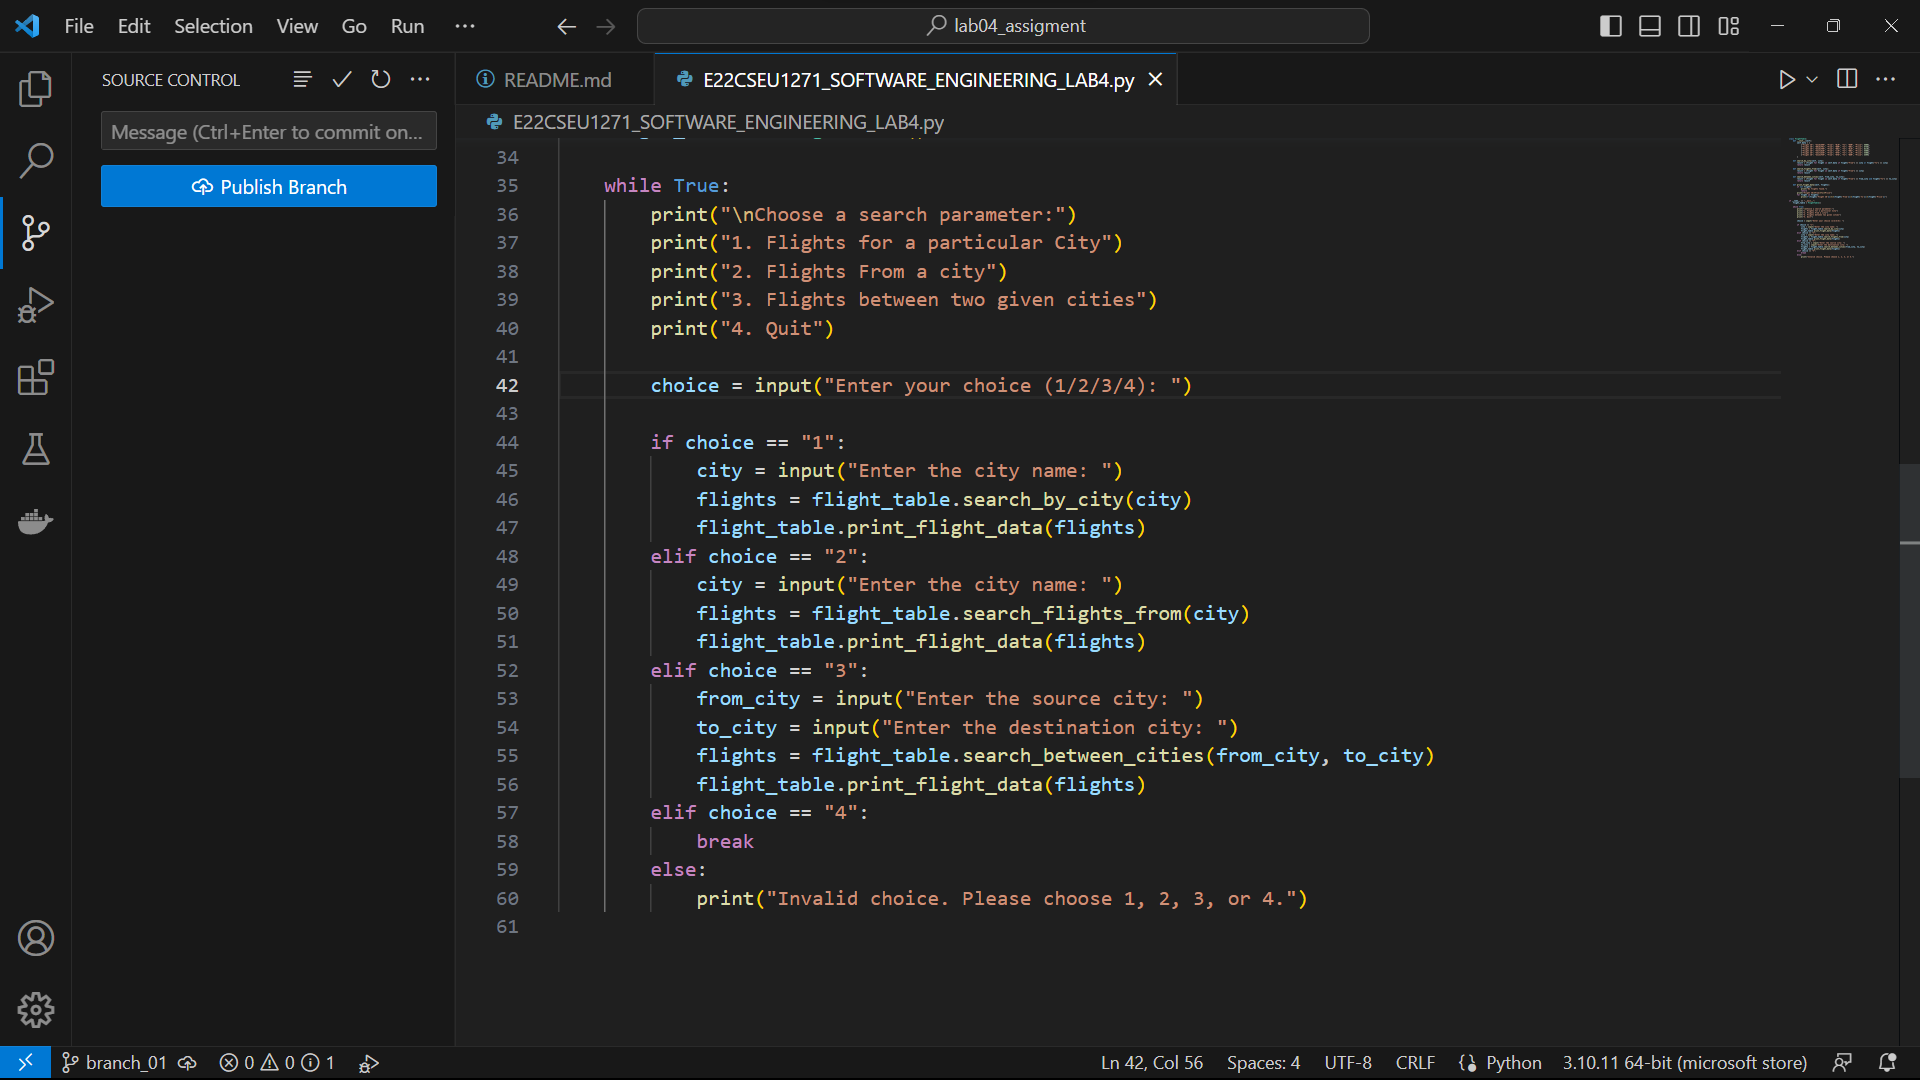 File Edit Selection View Go Run ··· lab04_assigment
SOURCE CONTROL
Message (Ctrl+Enter to commit on...
Publish Branch
README.md E22CSEU1271_SOFTWARE_ENGINEERING_LAB4.py
E22CSEU1271_SOFTWARE_ENGINEERING_LAB4.py
34
35 while True:
36 print("\nChoose a search parameter:")
37 print("1. Flights for a particular City")
38 print("2. Flights From a city")
39 print("3. Flights between two given cities")
40 print("4. Quit")
41
42 choice = input("Enter your choice (1/2/3/4): ")
43
44 if choice == "1":
45 city = input("Enter the city name: ")
46 flights = flight_table.search_by_city(city)
47 flight_table.print_flight_data(flights)
48 elif choice == "2":
49 city = input("Enter the city name: ")
50 flights = flight_table.search_flights_from(city)
51 flight_table.print_flight_data(flights)
52 elif choice == "3":
53 from_city = input("Enter the source city: ")
54 to_city = input("Enter the destination city: ")
55 flights = flight_table.search_between_cities(from_city, to_city)
56 flight_table.print_flight_data(flights)
57 elif choice == "4":
58 break
59 else:
60 print("Invalid choice. Please choose 1, 2, 3, or 4.")
61
branch_01 0 0 1 Ln 42, Col 56 Spaces: 4 UTF-8 CRLF Python 3.10.11 64-bit (microsoft store)